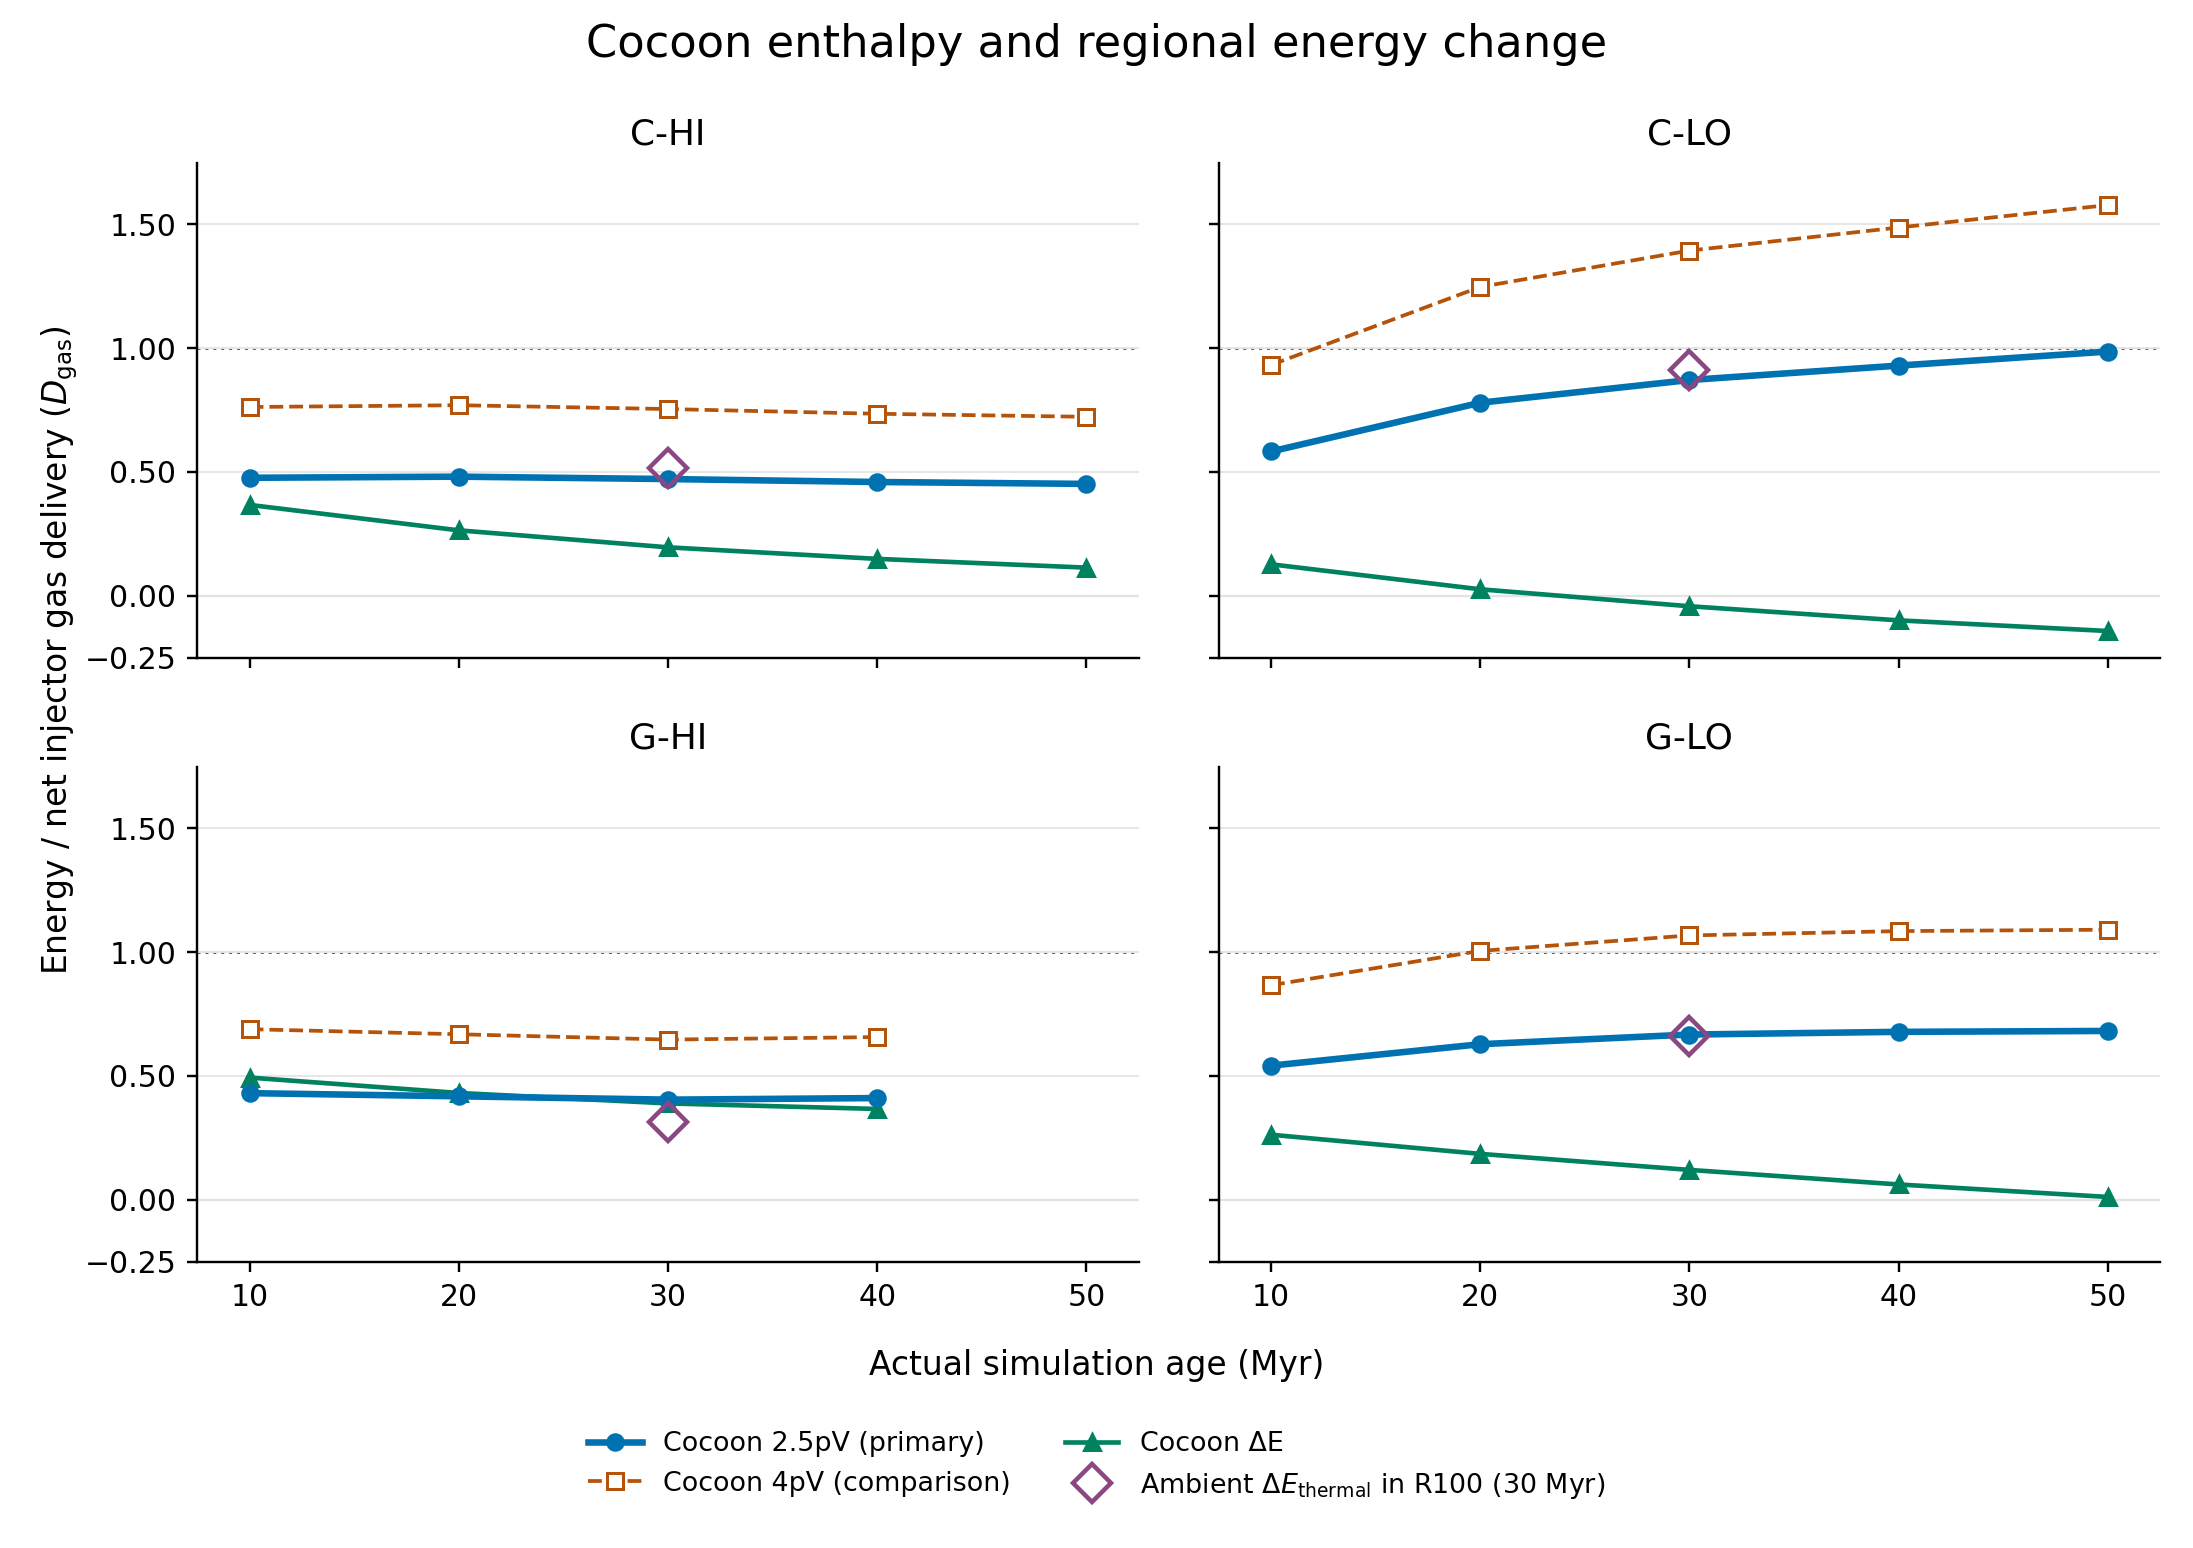 Cocoon enthalpy and regional energy change
C-HI
C-LO
1.50
1.00
0.50
0.00
−0.25
Energy / net injector gas delivery (D_gas)
G-HI
G-LO
1.50
1.00
0.50
0.00
−0.25
10 20 30 40 50
10 20 30 40 50
Actual simulation age (Myr)
Cocoon 2.5pV (primary)
Cocoon 4pV (comparison)
Cocoon ΔE
Ambient ΔE_thermal in R100 (30 Myr)